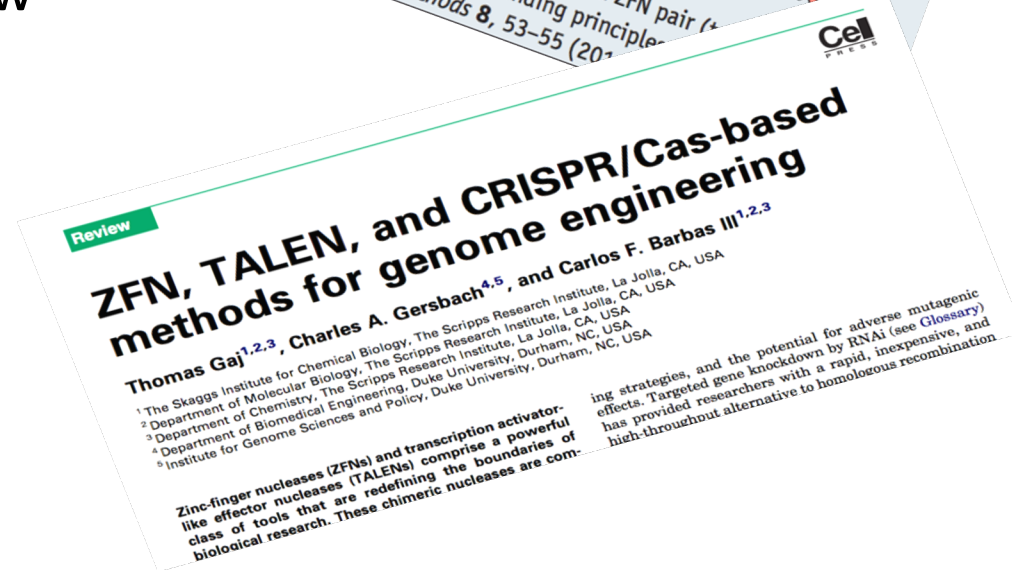 W
ZFN pair (t
ding principles
ods 8, 53–55 (201
Cell
PRESS
Review
ZFN, TALEN, and CRISPR/Cas-based
methods for genome engineering
Thomas Gaj1,2,3, Charles A. Gersbach4,5, and Carlos F. Barbas III1,2,3
1 The Skaggs Institute for Chemical Biology, The Scripps Research Institute, La Jolla, CA, USA
2 Department of Molecular Biology, The Scripps Research Institute, La Jolla, CA, USA
3 Department of Chemistry, The Scripps Research Institute, La Jolla, CA, USA
4 Department of Biomedical Engineering, Duke University, Durham, NC, USA
5 Institute for Genome Sciences and Policy, Duke University, Durham, NC, USA
Zinc-finger nucleases (ZFNs) and transcription activator-
like effector nucleases (TALENs) comprise a powerful
class of tools that are redefining the boundaries of
biological research. These chimeric nucleases are com-
ing strategies, and the potential for adverse mutagenic
effects. Targeted gene knockdown by RNAi (see Glossary)
has provided researchers with a rapid, inexpensive, and
high-throughput alternative to homologous recombination